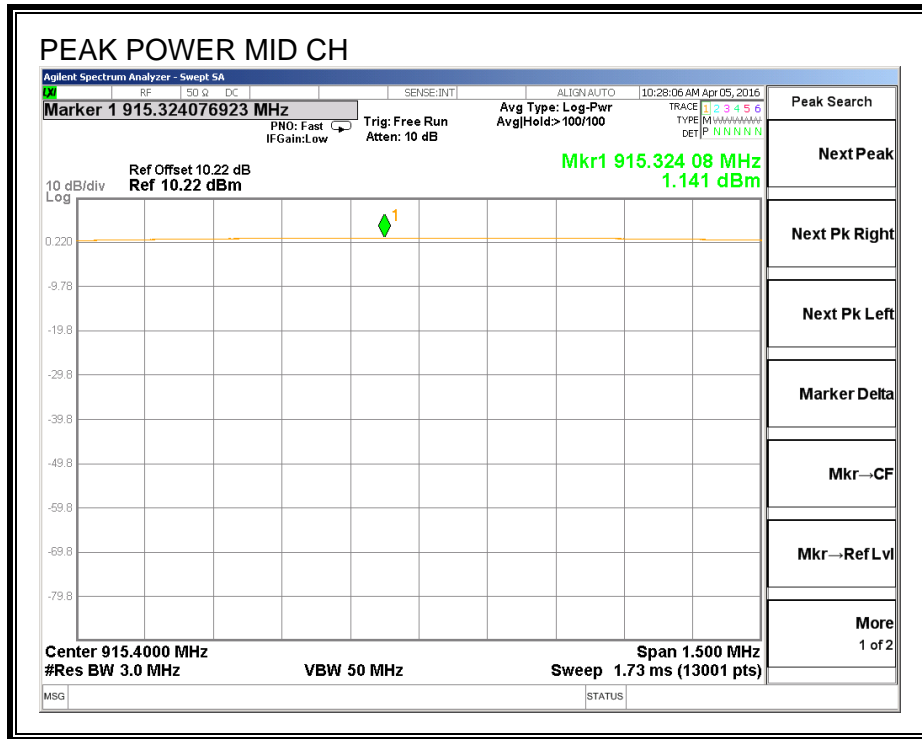 PEAK POWER MID CH
Agilent Spectrum Analyzer - Swept SA
LXI RF 50 Ω DC SENSE:INT ALIGN AUTO 10:28:06 AM Apr 05, 2016
Marker 1 915.324076923 MHz
PNO: Fast
IFGain:Low
Trig: Free Run
Atten: 10 dB
Avg Type: Log-Pwr
Avg|Hold:>100/100
TRACE 1 2 3 4 5 6
TYPE M WWWWW
DET P N N N N N
Ref Offset 10.22 dB
Ref 10.22 dBm
10 dB/div
Log
Mkr1 915.324 08 MHz
1.141 dBm
1
0.220
-9.78
-19.8
-29.8
-39.8
-49.8
-59.8
-69.8
-79.8
Center 915.4000 MHz
Span 1.500 MHz
#Res BW 3.0 MHz
VBW 50 MHz
Sweep 1.73 ms (13001 pts)
MSG
STATUS
Peak Search
Next Peak
Next Pk Right
Next Pk Left
Marker Delta
Mkr→CF
Mkr→Ref Lvl
More
1 of 2